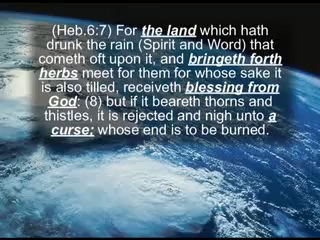 (Heb.6:7) For the land which hath
drunk the rain (Spirit and Word) that
cometh oft upon it, and bringeth forth
herbs meet for them for whose sake it
is also tilled, receiveth blessing from
God: (8) but if it beareth thorns and
thistles, it is rejected and nigh unto a
curse; whose end is to be burned.